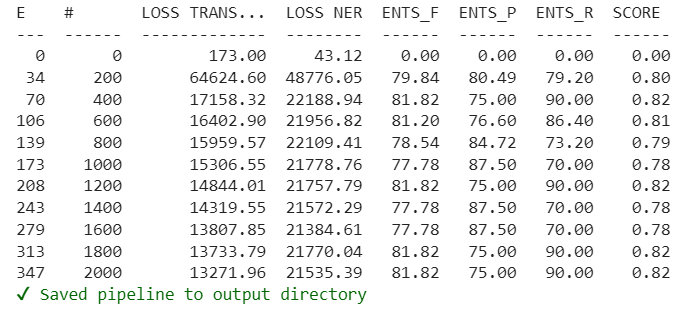 E # LOSS TRANS... LOSS NER ENTS_F ENTS_P ENTS_R SCORE
--- ------ ------------- -------- ------ ------ ------ ------
0 0 173.00 43.12 0.00 0.00 0.00 0.00
34 200 64624.60 48776.05 79.84 80.49 79.20 0.80
70 400 17158.32 22188.94 81.82 75.00 90.00 0.82
106 600 16402.90 21956.82 81.20 76.60 86.40 0.81
139 800 15959.57 22109.41 78.54 84.72 73.20 0.79
173 1000 15306.55 21778.76 77.78 87.50 70.00 0.78
208 1200 14844.01 21757.79 81.82 75.00 90.00 0.82
243 1400 14319.55 21572.29 77.78 87.50 70.00 0.78
279 1600 13807.85 21384.61 77.78 87.50 70.00 0.78
313 1800 13733.79 21770.04 81.82 75.00 90.00 0.82
347 2000 13271.96 21535.39 81.82 75.00 90.00 0.82
✔ Saved pipeline to output directory